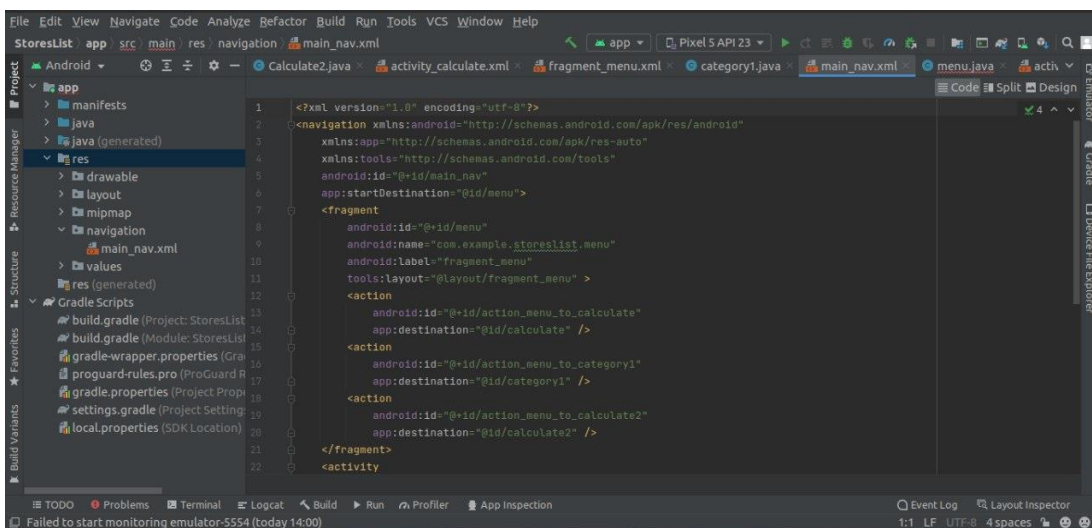 File Edit View Navigate Code Analyze Refactor Build Run Tools VCS Window Help
StoresList app src main res navigation main_nav.xml app Pixel 5 API 23
Android Calculate2.java activity_calculate.xml fragment_menu.xml category1.java main_nav.xml menu.java activ
Code Split Design
4
Project
Resource Manager
Structure
Favorites
Build Variants
app
manifests
java
java (generated)
res
drawable
layout
mipmap
navigation
main_nav.xml
values
res (generated)
Gradle Scripts
build.gradle (Project: StoresList
build.gradle (Module: StoresList
gradle-wrapper.properties (Gra
proguard-rules.pro (ProGuard R
gradle.properties (Project Prope
settings.gradle (Project Setting
local.properties (SDK Location)
1 <?xml version="1.0" encoding="utf-8"?>
2 <navigation xmlns:android="http://schemas.android.com/apk/res/android"
3 xmlns:app="http://schemas.android.com/apk/res-auto"
4 xmlns:tools="http://schemas.android.com/tools"
5 android:id="@+id/main_nav"
6 app:startDestination="@id/menu">
7 <fragment
8 android:id="@+id/menu"
9 android:name="com.example.storeslist.menu"
10 android:label="fragment_menu"
11 tools:layout="@layout/fragment_menu" >
12 <action
13 android:id="@+id/action_menu_to_calculate"
14 app:destination="@id/calculate" />
15 <action
16 android:id="@+id/action_menu_to_category1"
17 app:destination="@id/category1" />
18 <action
19 android:id="@+id/action_menu_to_calculate2"
20 app:destination="@id/calculate2" />
21 </fragment>
22 <activity
Emulator
Gradle
Device File Explorer
TODO Problems Terminal Logcat Build Run Profiler App Inspection Event Log Layout Inspector
Failed to start monitoring emulator-5554 (today 14:00) 1:1 LF UTF-8 4 spaces